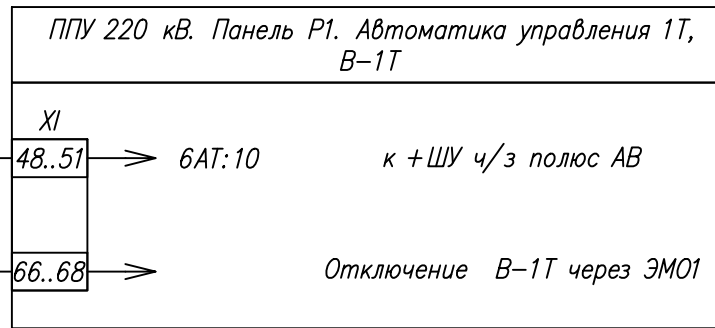 ППУ 220 кВ. Панель Р1. Автоматика управления 1Т,
В-1Т
XI
48..51 6АТ:10 к +ШУ ч/з полюс АВ
66..68 Отключение В-1Т через ЭМО1